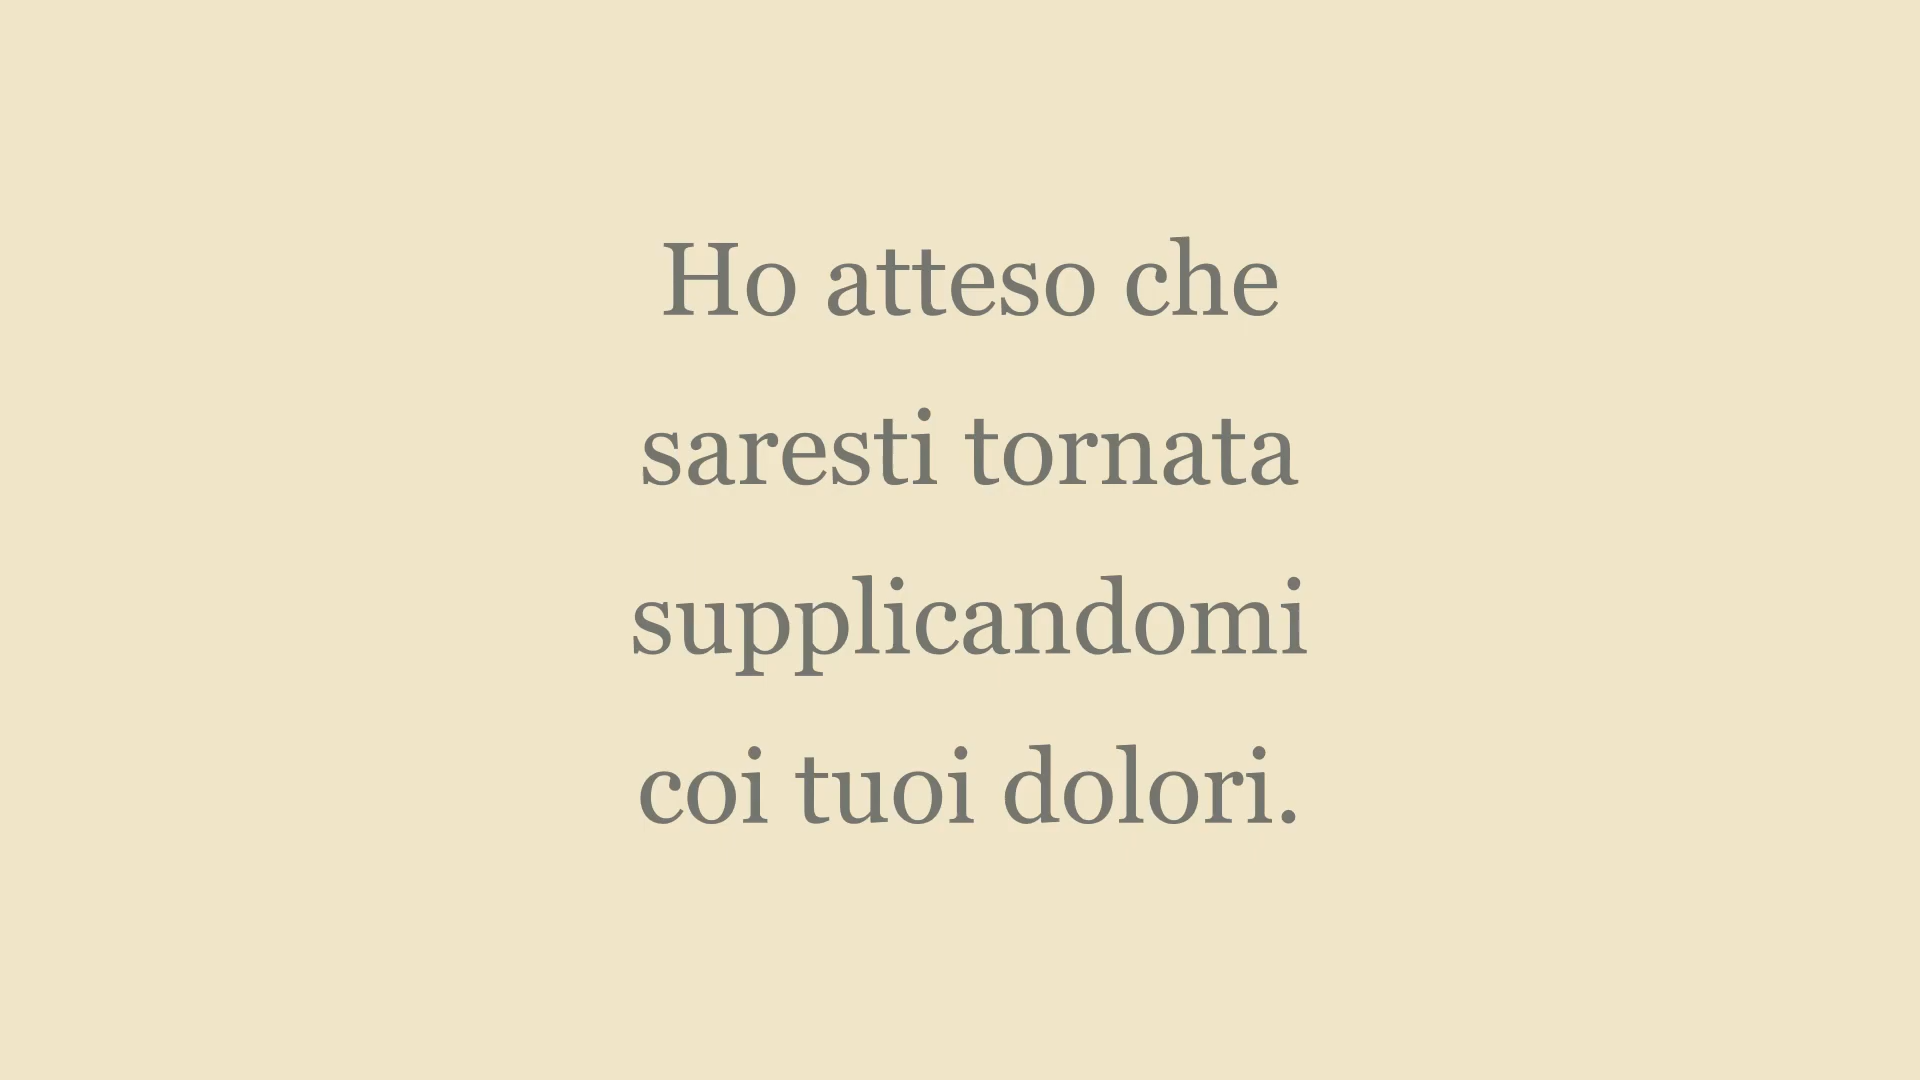 Ho atteso che
saresti tornata
supplicandomi
coi tuoi dolori.